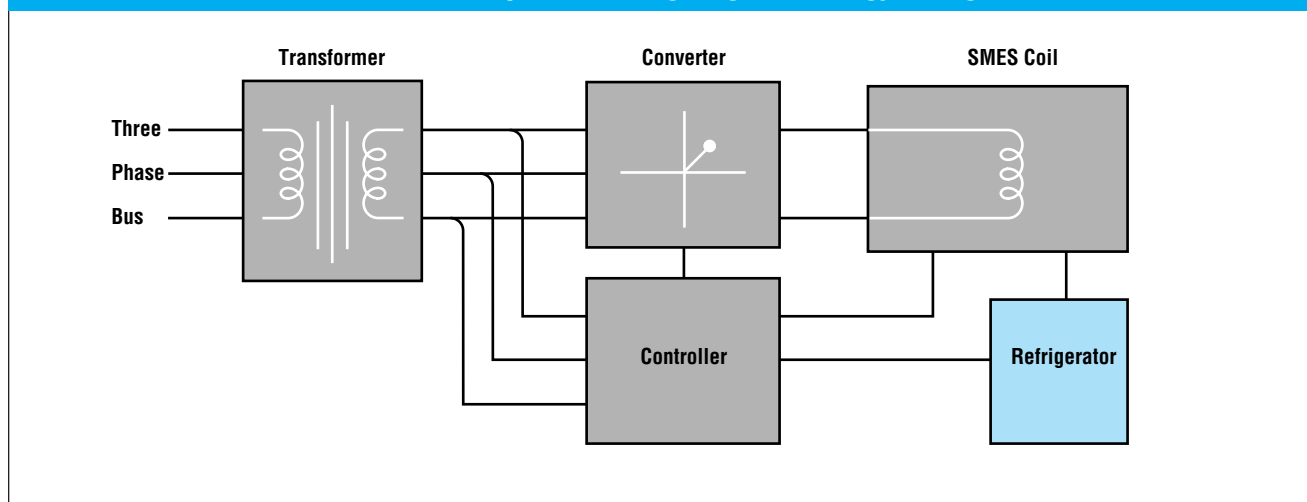 Transformer
Converter
SMES Coil
Three
Phase
Bus
Controller
Refrigerator